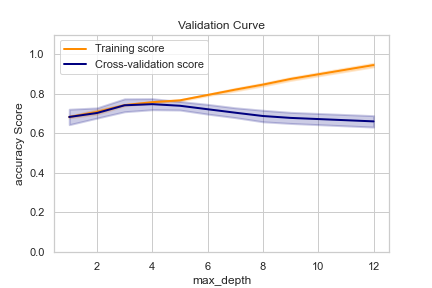 Validation Curve
Training score
Cross-validation score
accuracy Score
1.0
0.8
0.6
0.4
0.2
0.0
2 4 6 8 10 12
max_depth